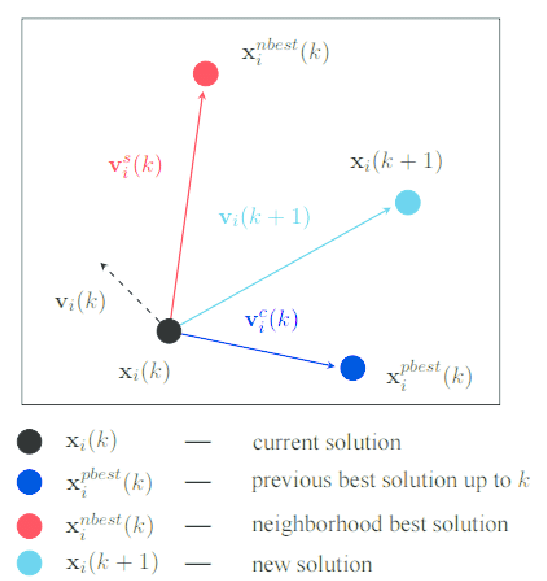 x_i^{nbest}(k)
v_i^s(k)
x_i(k + 1)
v_i(k + 1)
v_i(k)
v_i^c(k)
x_i(k)
x_i^{pbest}(k)
x_i(k) — current solution
x_i^{pbest}(k) — previous best solution up to k
x_i^{nbest}(k) — neighborhood best solution
x_i(k + 1) — new solution